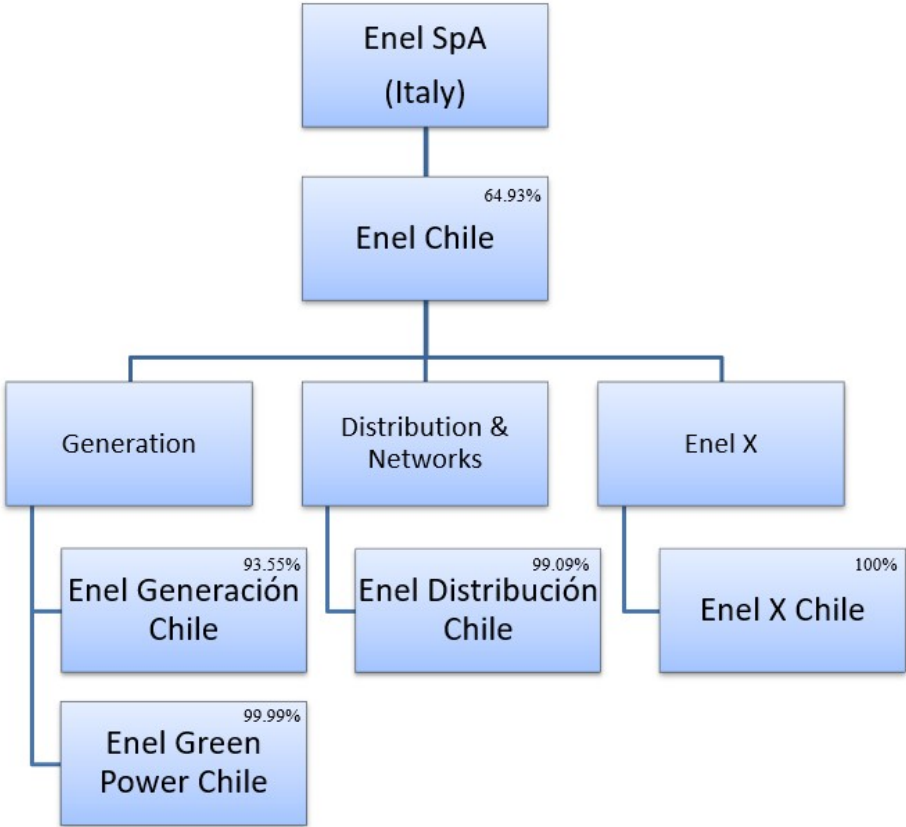 Enel SpA
(Italy)
64.93%
Enel Chile
Generation
Distribution &
Networks
Enel X
93.55%
Enel Generación
Chile
99.09%
Enel Distribución
Chile
100%
Enel X Chile
99.99%
Enel Green
Power Chile